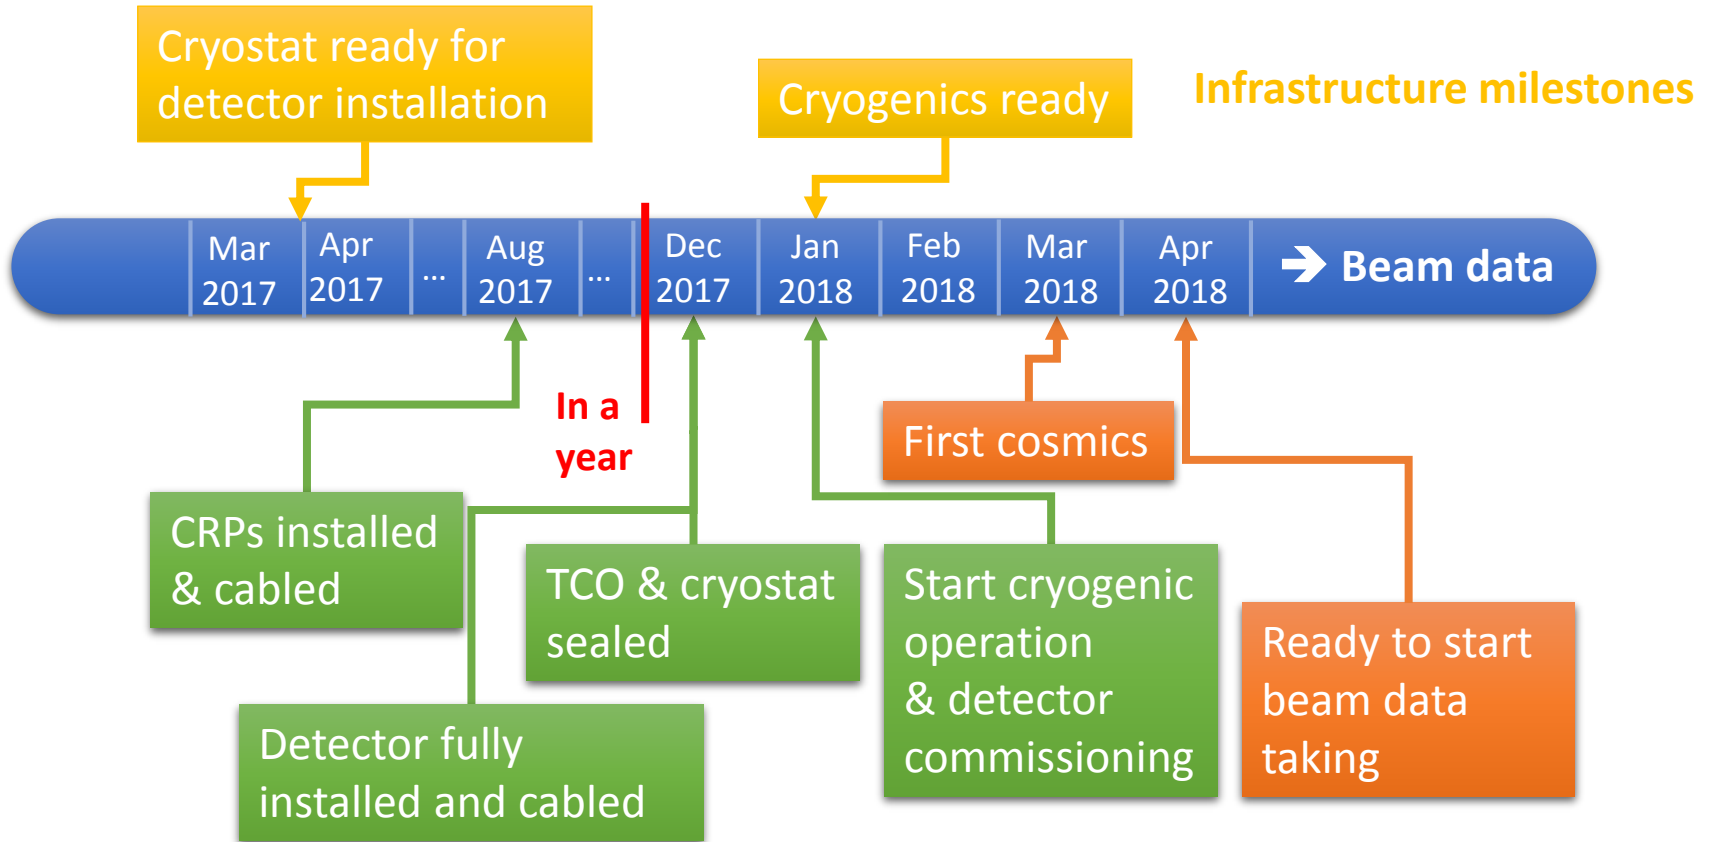 Cryostat ready for
detector installation
Cryogenics ready
Infrastructure milestones
Mar
2017
Apr
2017
...
Aug
2017
...
Dec
2017
Jan
2018
Feb
2018
Mar
2018
Apr
2018
➔ Beam data
In a
year
First cosmics
CRPs installed
& cabled
TCO & cryostat
sealed
Start cryogenic
operation
& detector
commissioning
Ready to start
beam data
taking
Detector fully
installed and cabled